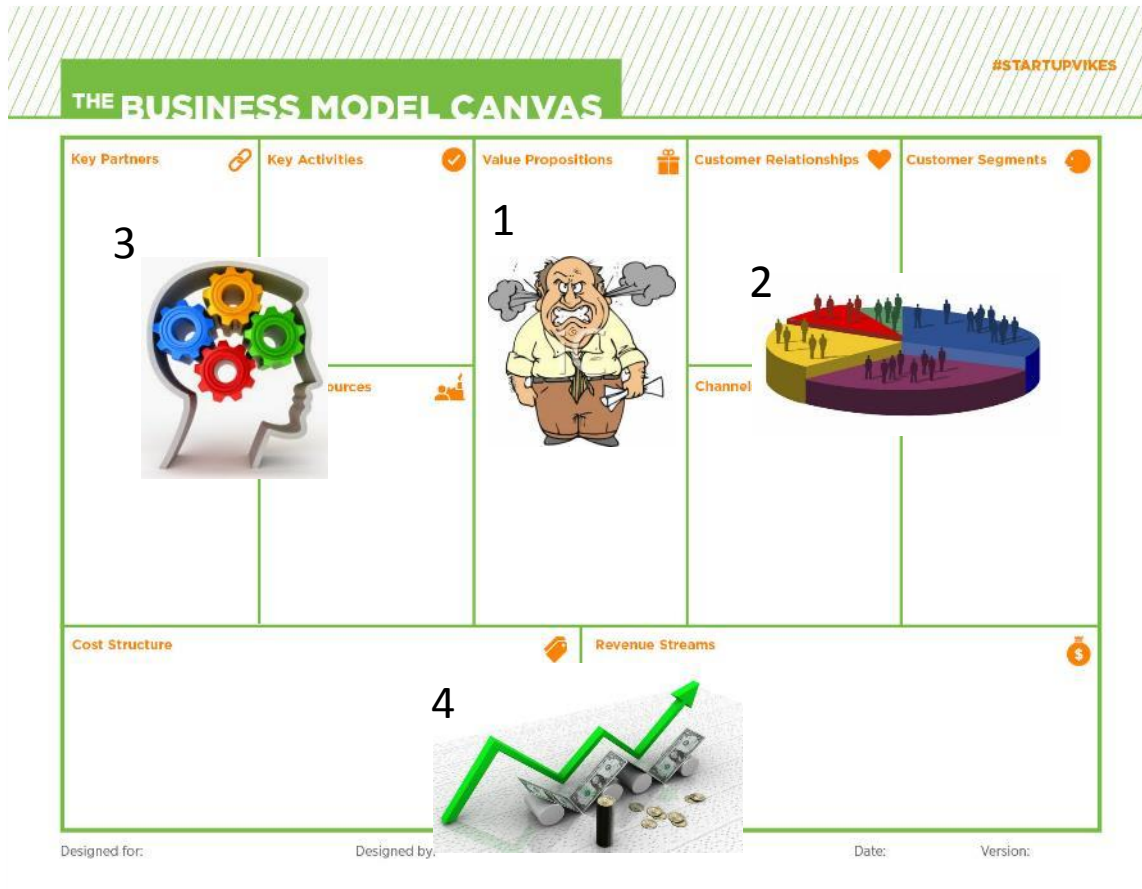 #STARTUPVIKES
THE BUSINESS MODEL CANVAS
Key Partners
Key Activities
Value Propositions
Customer Relationships
Customer Segments
3
1
2
ources
Channel
Cost Structure
Revenue Streams
4
Designed for:
Designed by.
Date:
Version: